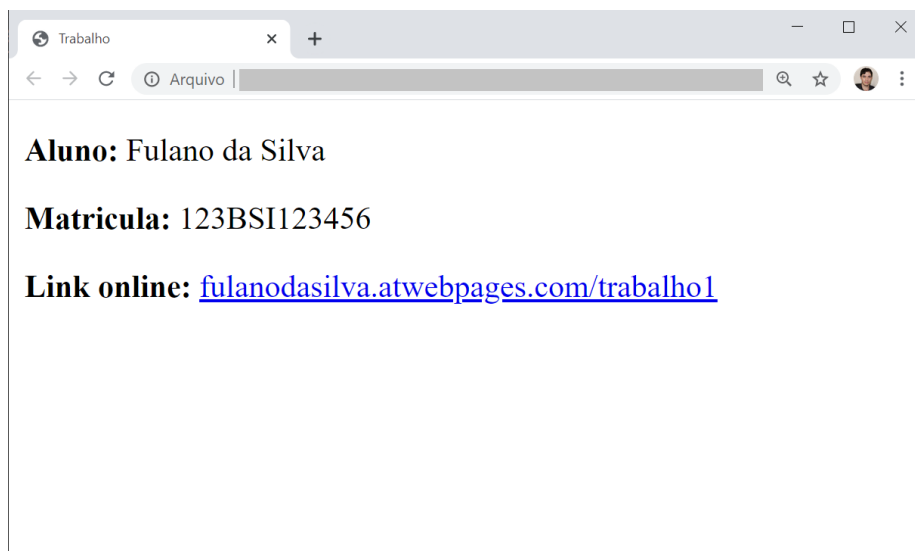 Trabalho
Arquivo
Aluno: Fulano da Silva
Matricula: 123BSI123456
Link online: fulanodasilva.atwebpages.com/trabalho1